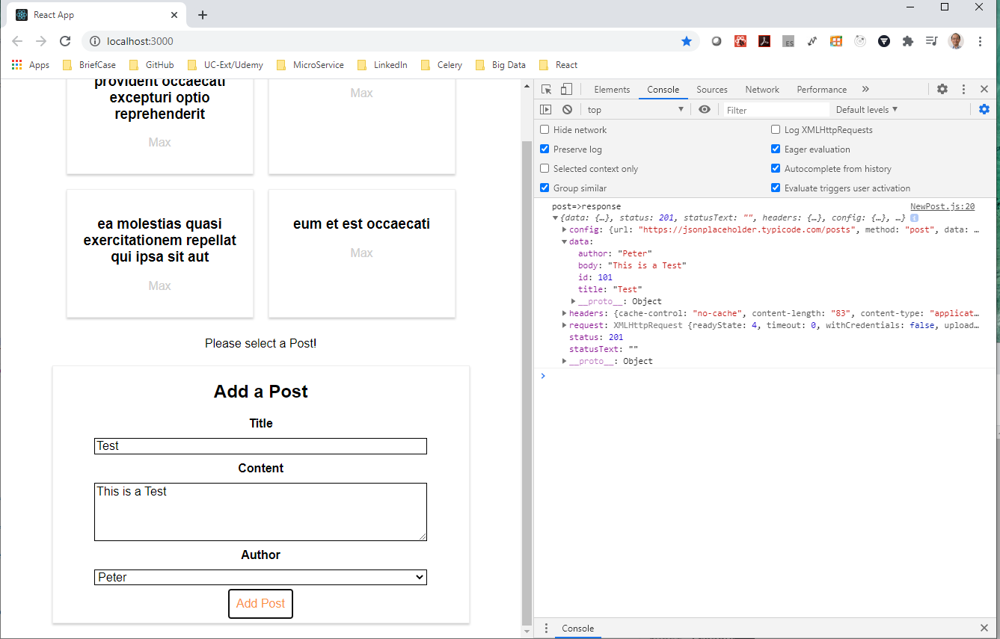 React App
localhost:3000
Apps BriefCase GitHub UC-Ext/Udemy MicroService LinkedIn Celery Big Data React
provident occaecati
excepturi optio
reprehenderit
Max
Max
ea molestias quasi
exercitationem repellat
qui ipsa sit aut
Max
eum et est occaecati
Max
Please select a Post!
Add a Post
Title
Test
Content
This is a Test
Author
Peter
Add Post
Elements Console Sources Network Performance »
top Filter Default levels ▼
Hide network Log XMLHttpRequests
Preserve log Eager evaluation
Selected context only Autocomplete from history
Group similar Evaluate triggers user activation
post=>response NewPost.js:20
{data: {…}, status: 201, statusText: "", headers: {…}, config: {…}, …}
config: {url: "https://jsonplaceholder.typicode.com/posts", method: "post", data: …
data:
author: "Peter"
body: "This is a Test"
id: 101
title: "Test"
__proto__: Object
headers: {cache-control: "no-cache", content-length: "83", content-type: "applicat…
request: XMLHttpRequest {readyState: 4, timeout: 0, withCredentials: false, upload…
status: 201
statusText: ""
__proto__: Object
Console